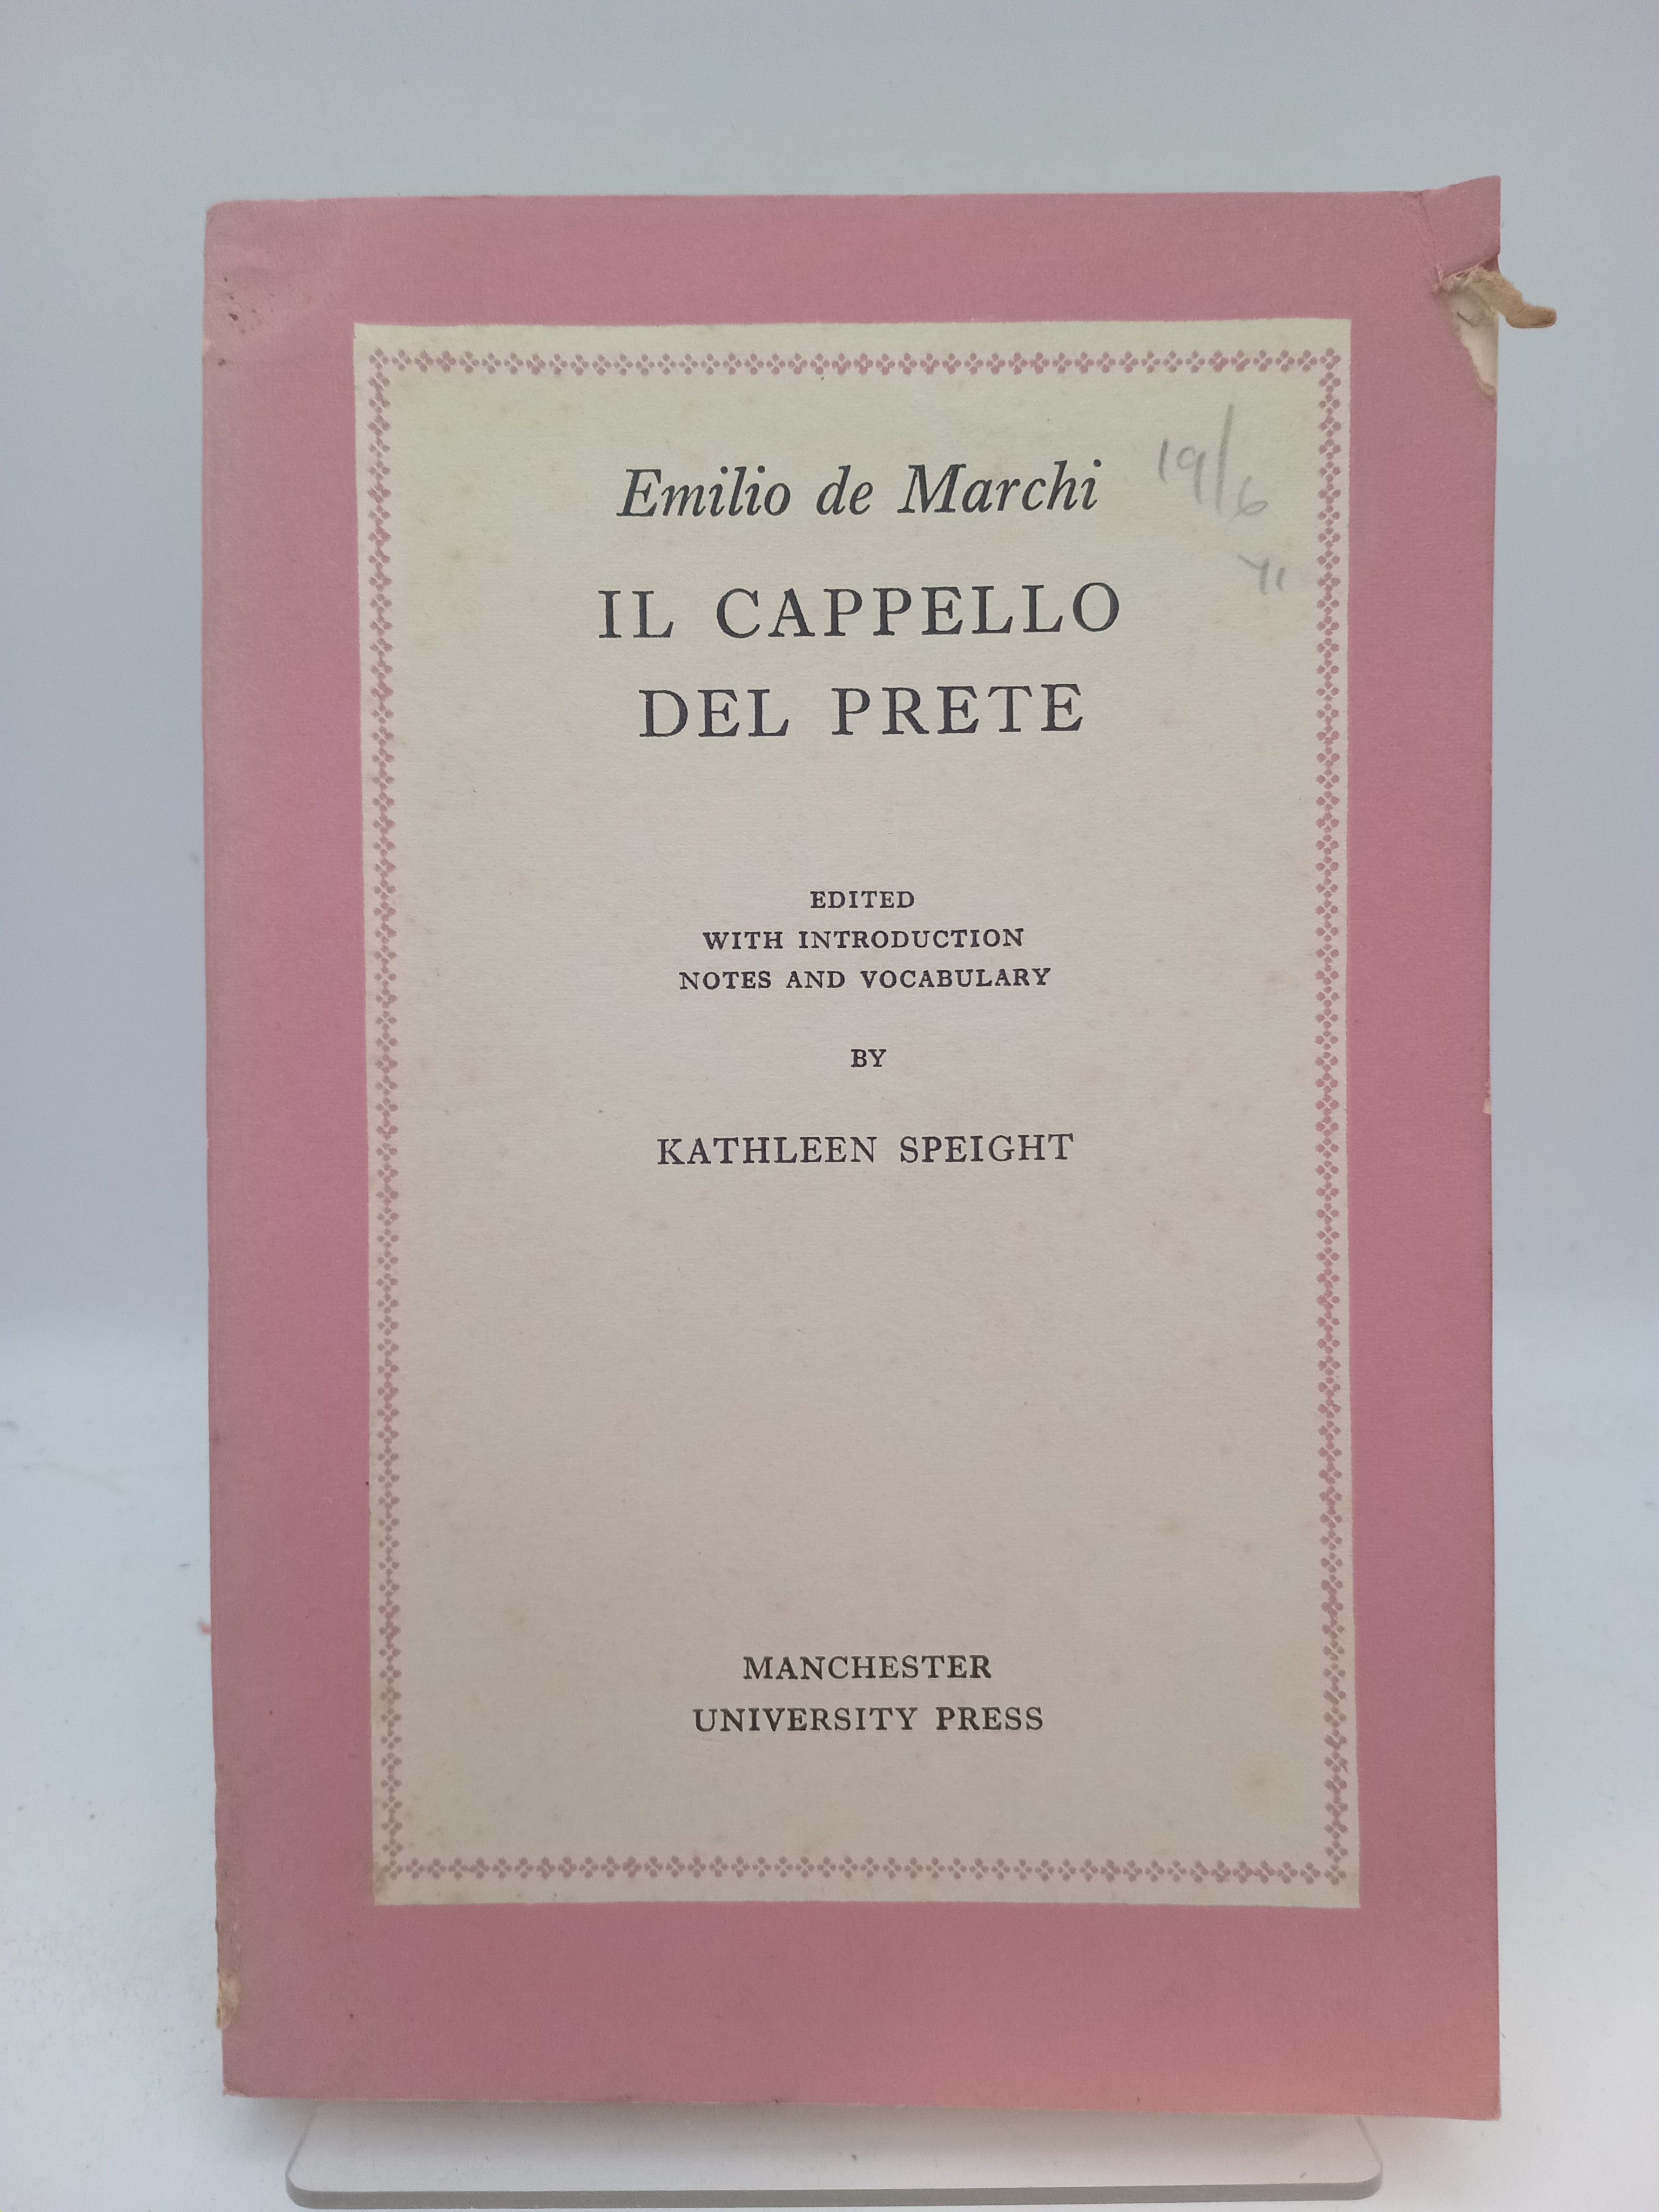 Emilio de Marchi
19/6
IL CAPPELLO
DEL PRETE
EDITED
WITH INTRODUCTION
NOTES AND VOCABULARY
BY
KATHLEEN SPEIGHT
MANCHESTER
UNIVERSITY PRESS